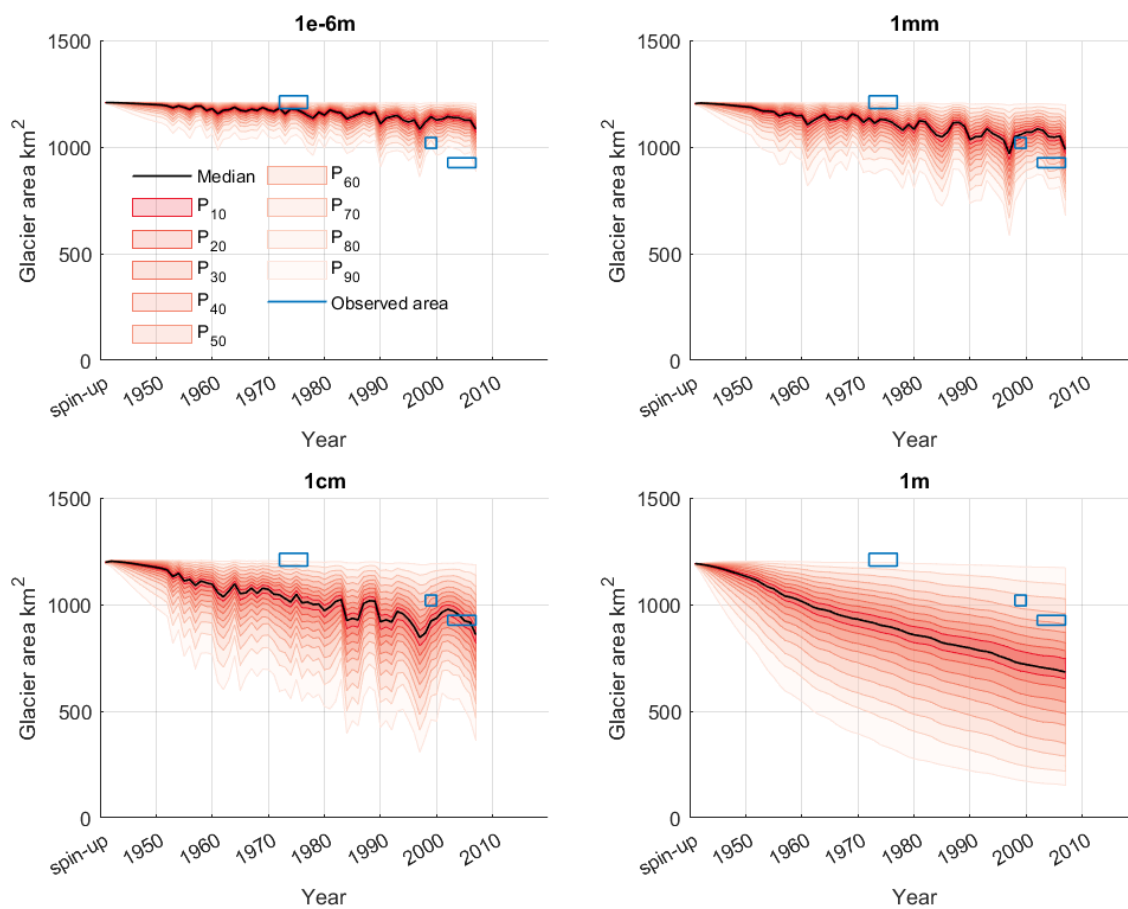 1e-6m
1500
1000
500
0
Glacier area km²
Median
P₁₀
P₂₀
P₃₀
P₄₀
P₅₀
P₆₀
P₇₀
P₈₀
P₉₀
Observed area
spin-up 1950 1960 1970 1980 1990 2000 2010
Year
1mm
1500
1000
500
0
Glacier area km²
spin-up 1950 1960 1970 1980 1990 2000 2010
Year
1cm
1500
1000
500
0
Glacier area km²
spin-up 1950 1960 1970 1980 1990 2000 2010
Year
1m
1500
1000
500
0
Glacier area km²
spin-up 1950 1960 1970 1980 1990 2000 2010
Year